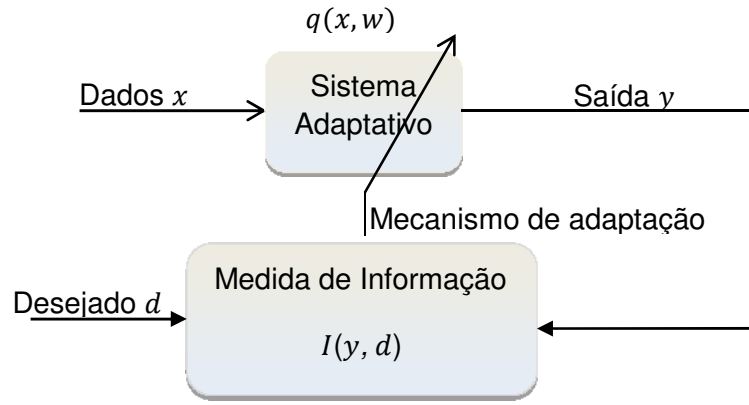 q(x, w)
Dados x
Sistema
Adaptativo
Saída y
Mecanismo de adaptação
Medida de Informação
Desejado d
I(y, d)